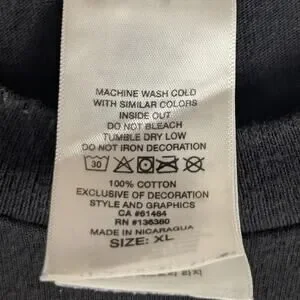 MACHINE WASH COLD
WITH SIMILAR COLORS
INSIDE OUT
DO NOT BLEACH
TUMBLE DRY LOW
DO NOT IRON DECORATION
30
100% COTTON
EXCLUSIVE OF DECORATION
STYLE AND GRAPHICS
CA #61484
RN #136380
MADE IN NICARAGUA
SIZE: XL